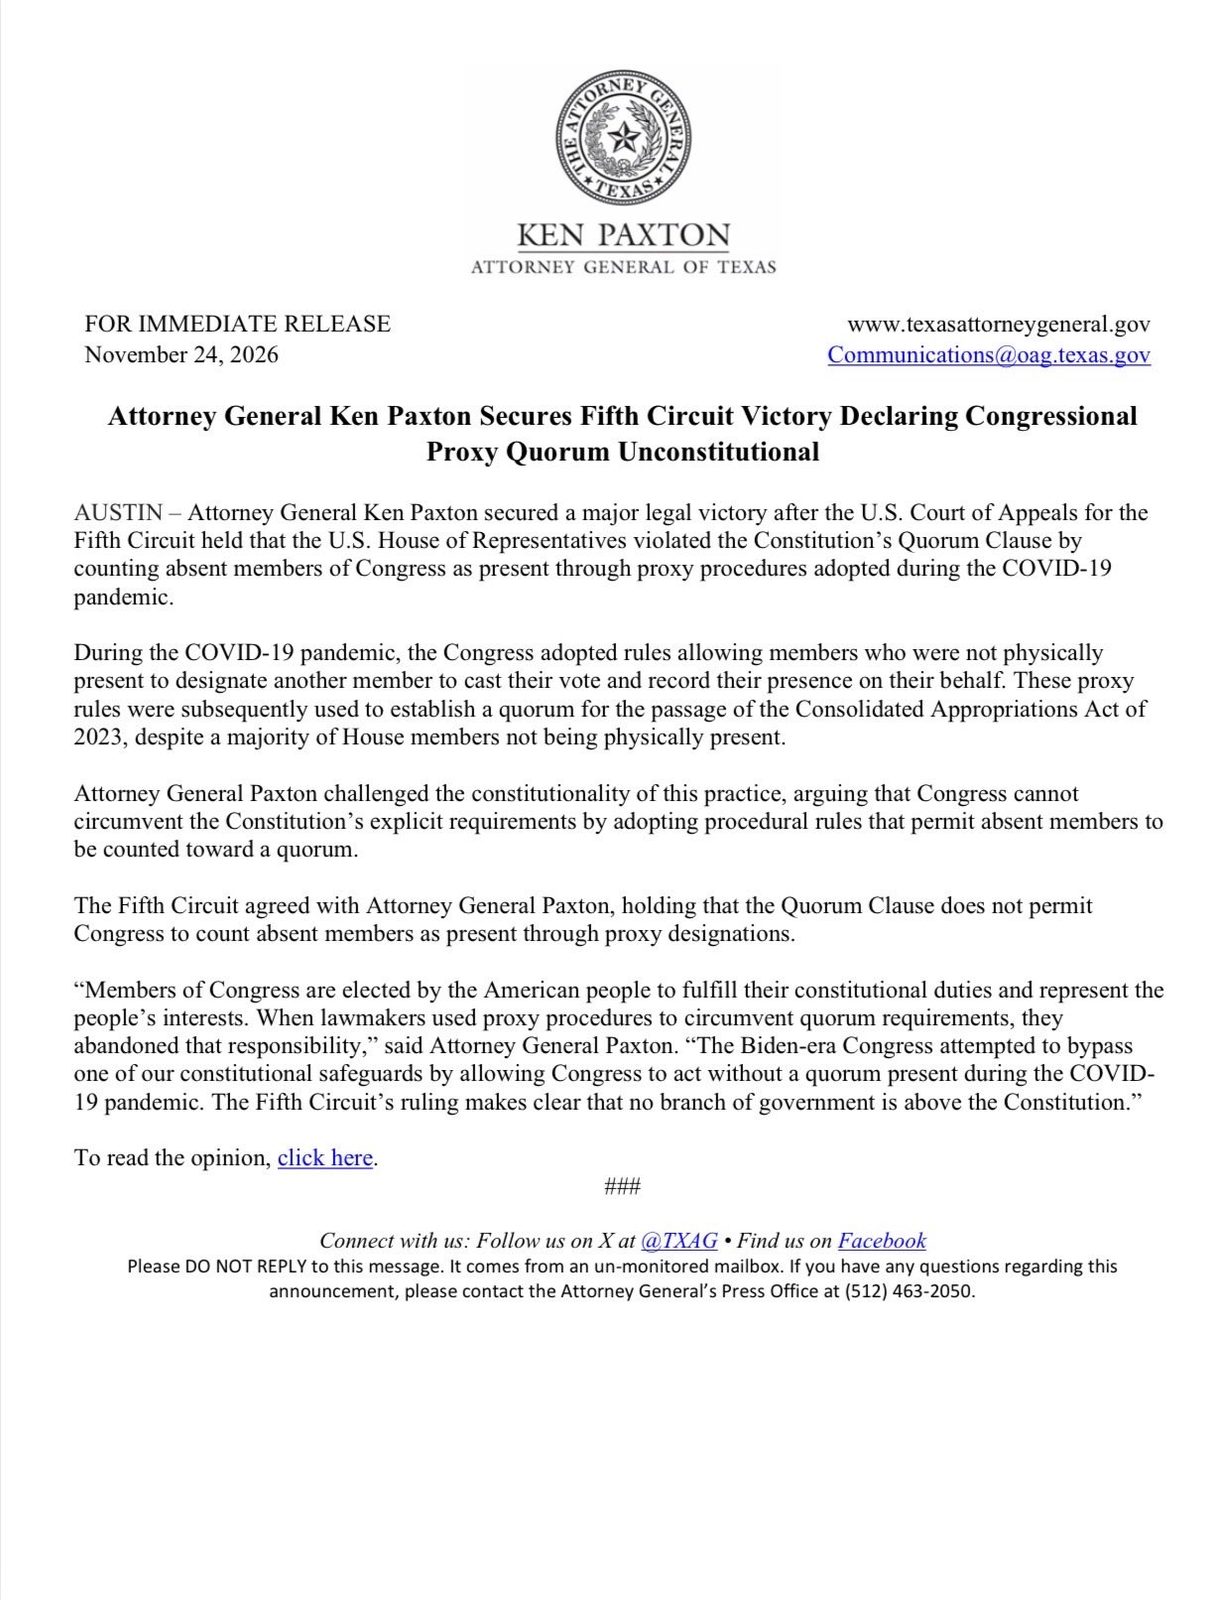 THE ATTORNEY GENERAL
★ TEXAS ★
KEN PAXTON
ATTORNEY GENERAL OF TEXAS
FOR IMMEDIATE RELEASE
www.texasattorneygeneral.gov
November 24, 2026
Communications@oag.texas.gov
Attorney General Ken Paxton Secures Fifth Circuit Victory Declaring Congressional
Proxy Quorum Unconstitutional
AUSTIN – Attorney General Ken Paxton secured a major legal victory after the U.S. Court of Appeals for the
Fifth Circuit held that the U.S. House of Representatives violated the Constitution’s Quorum Clause by
counting absent members of Congress as present through proxy procedures adopted during the COVID-19
pandemic.
During the COVID-19 pandemic, the Congress adopted rules allowing members who were not physically
present to designate another member to cast their vote and record their presence on their behalf. These proxy
rules were subsequently used to establish a quorum for the passage of the Consolidated Appropriations Act of
2023, despite a majority of House members not being physically present.
Attorney General Paxton challenged the constitutionality of this practice, arguing that Congress cannot
circumvent the Constitution’s explicit requirements by adopting procedural rules that permit absent members to
be counted toward a quorum.
The Fifth Circuit agreed with Attorney General Paxton, holding that the Quorum Clause does not permit
Congress to count absent members as present through proxy designations.
“Members of Congress are elected by the American people to fulfill their constitutional duties and represent the
people’s interests. When lawmakers used proxy procedures to circumvent quorum requirements, they
abandoned that responsibility,” said Attorney General Paxton. “The Biden-era Congress attempted to bypass
one of our constitutional safeguards by allowing Congress to act without a quorum present during the COVID-
19 pandemic. The Fifth Circuit’s ruling makes clear that no branch of government is above the Constitution.”
To read the opinion, click here.
###
Connect with us: Follow us on X at @TXAG • Find us on Facebook
Please DO NOT REPLY to this message. It comes from an un-monitored mailbox. If you have any questions regarding this
announcement, please contact the Attorney General’s Press Office at (512) 463-2050.